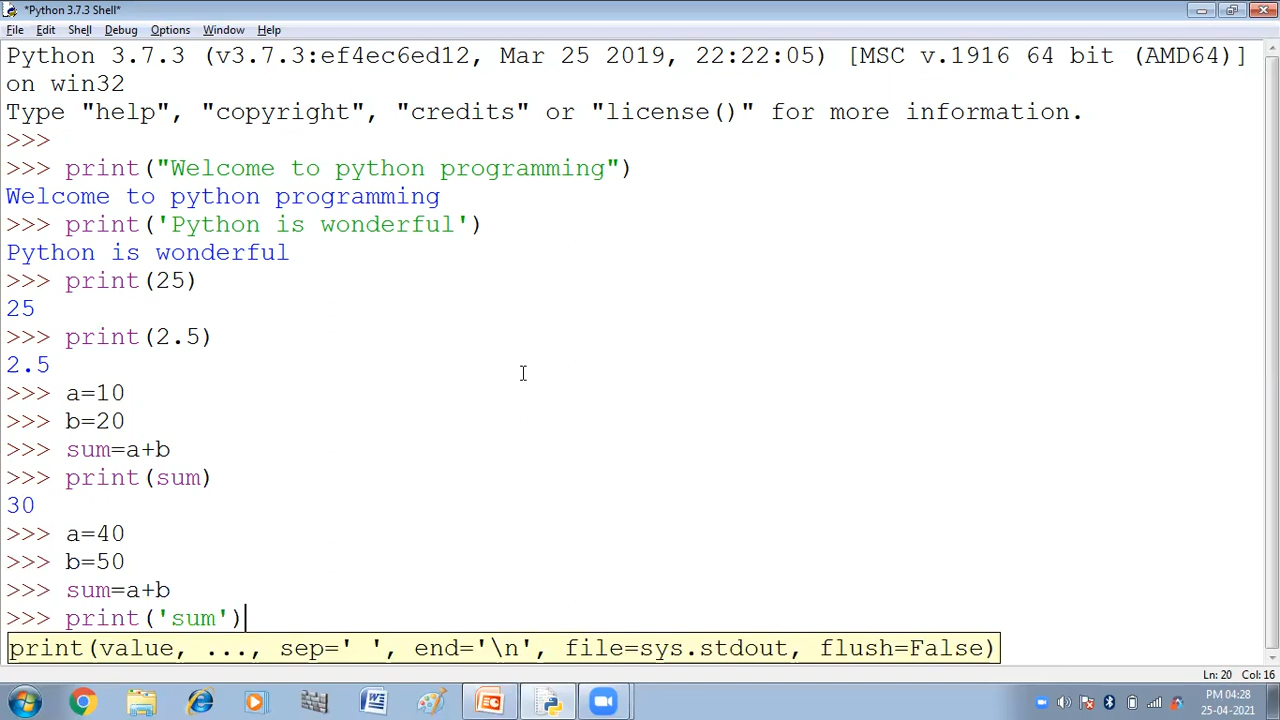 *Python 3.7.3 Shell*
File Edit Shell Debug Options Window Help
Python 3.7.3 (v3.7.3:ef4ec6ed12, Mar 25 2019, 22:22:05) [MSC v.1916 64 bit (AMD64)]
on win32
Type "help", "copyright", "credits" or "license()" for more information.
>>>
>>> print("Welcome to python programming")
Welcome to python programming
>>> print('Python is wonderful')
Python is wonderful
>>> print(25)
25
>>> print(2.5)
2.5
>>> a=10
>>> b=20
>>> sum=a+b
>>> print(sum)
30
>>> a=40
>>> b=50
>>> sum=a+b
>>> print('sum')
print(value, ..., sep=' ', end='\n', file=sys.stdout, flush=False)
Ln: 20 Col: 16
PM 04:28
25-04-2021